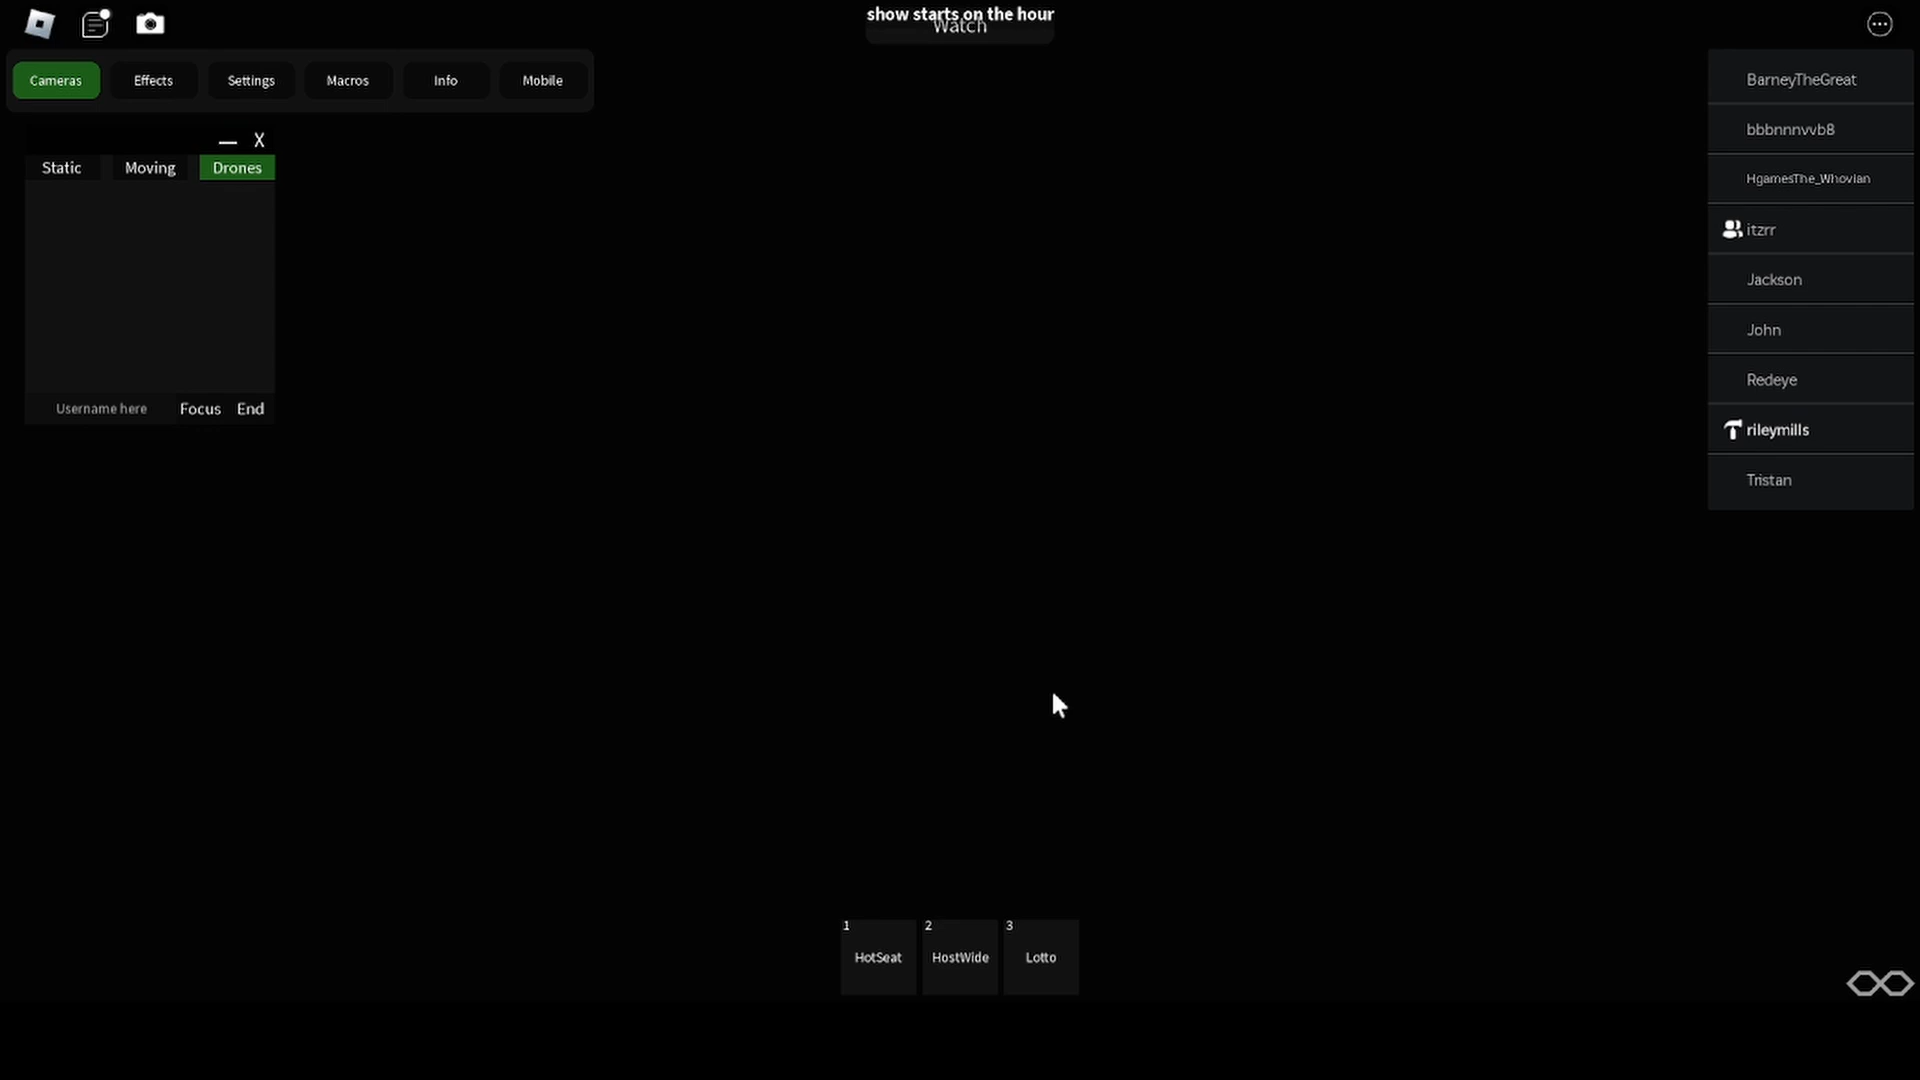 show starts on the hour
Watch
Cameras
Effects
Settings
Macros
Info
Mobile
X
Static
Moving
Drones
Username here
Focus
End
BarneyTheGreat
bbbnnnvvb8
HgamesThe_Whovian
itzrr
Jackson
John
Redeye
rileymills
Tristan
1
HotSeat
2
HostWide
3
Lotto